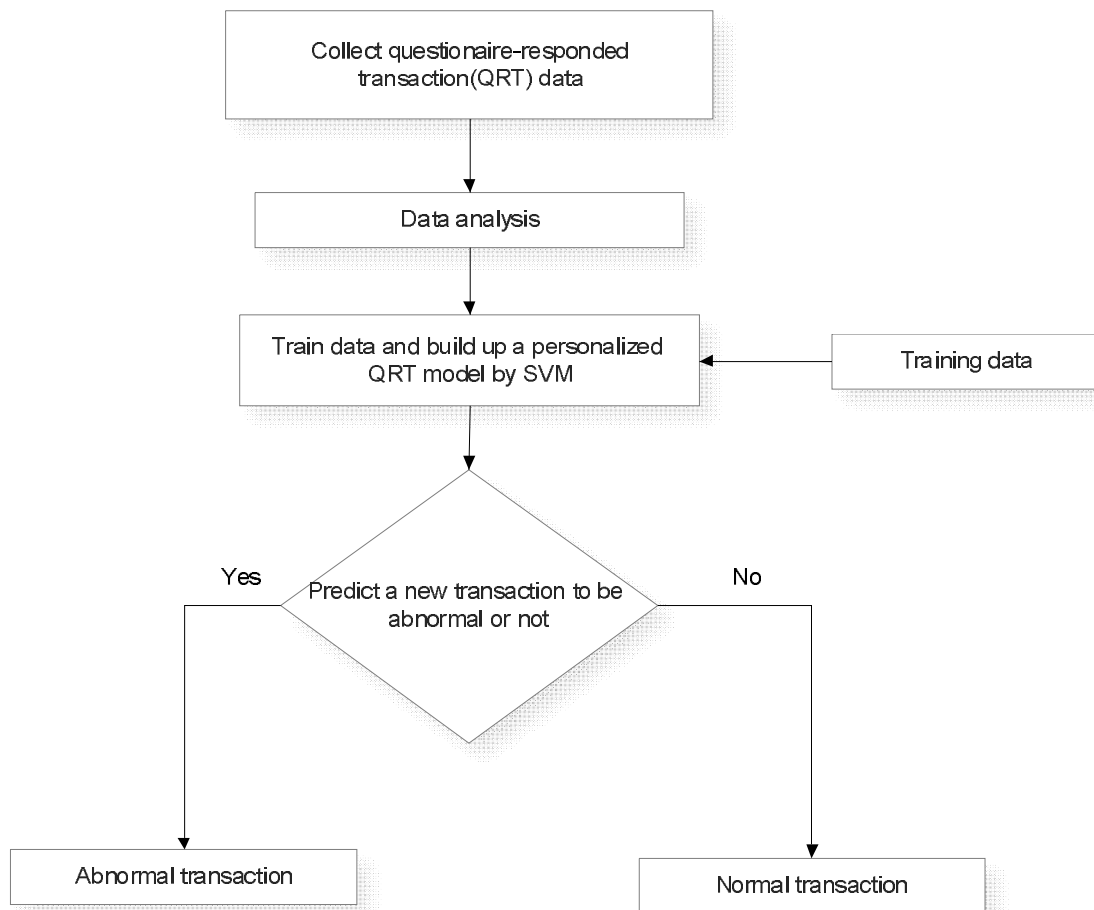 Collect questionaire-responded
transaction(QRT) data
Data analysis
Train data and build up a personalized
QRT model by SVM
Training data
Yes
No
Predict a new transaction to be
abnormal or not
Abnormal transaction
Normal transaction